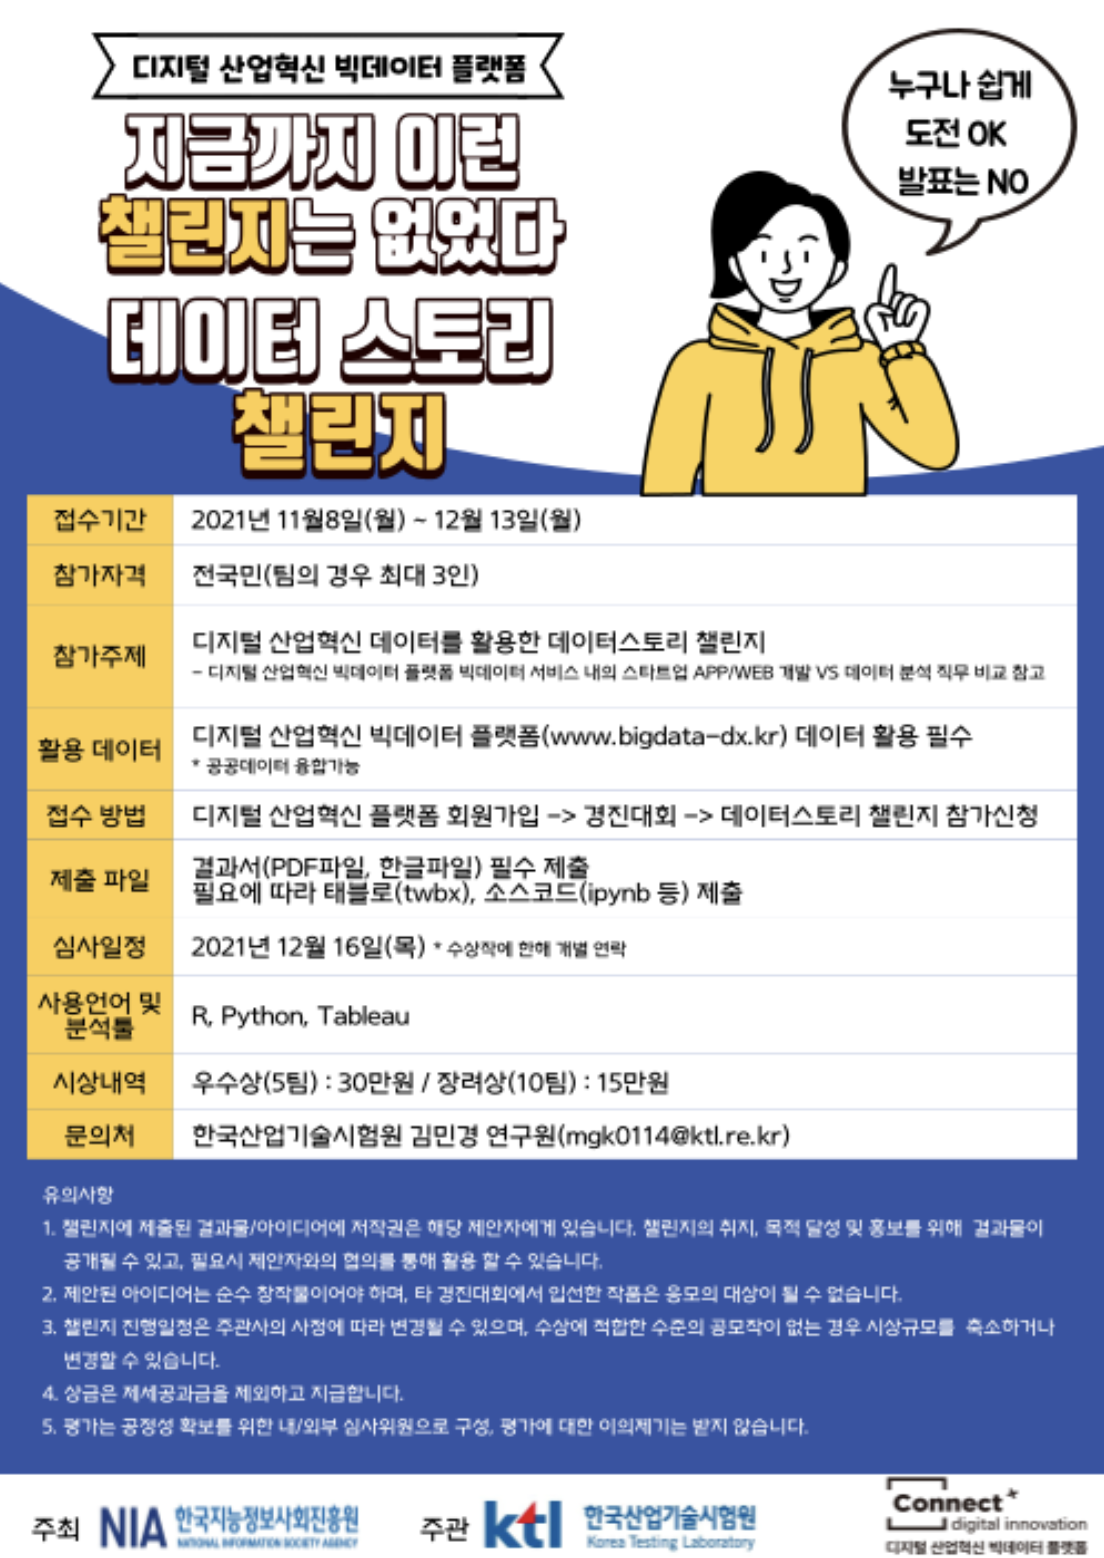 디지털 산업혁신 빅데이터 플랫폼
지금까지 이런
챌린지는 없었다
데이터 스토리
챌린지
누구나 쉽게
도전 OK
발표는 NO
접수기간
2021년 11월8일(월) ~ 12월 13일(월)
참가자격
전국민(팀의 경우 최대 3인)
참가주제
디지털 산업혁신 데이터를 활용한 데이터스토리 챌린지
- 디지털 산업혁신 빅데이터 플랫폼 빅데이터 서비스 내의 스타트업 APP/WEB 개발 VS 데이터 분석 직무 비교 참고
활용 데이터
디지털 산업혁신 빅데이터 플랫폼(www.bigdata-dx.kr) 데이터 활용 필수
* 공공데이터 융합가능
접수 방법
디지털 산업혁신 플랫폼 회원가입 -> 경진대회 -> 데이터스토리 챌린지 참가신청
제출 파일
결과서(PDF파일, 한글파일) 필수 제출
필요에 따라 태블로(twbx), 소스코드(ipynb 등) 제출
심사일정
2021년 12월 16일(목) * 수상작에 한해 개별 연락
사용언어 및
분석툴
R, Python, Tableau
시상내역
우수상(5팀) : 30만원 / 장려상(10팀) : 15만원
문의처
한국산업기술시험원 김민경 연구원(mgk0114@ktl.re.kr)
유의사항
1. 챌린지에 제출된 결과물/아이디어에 저작권은 해당 제안자에게 있습니다. 챌린지의 취지, 목적 달성 및 홍보를 위해 결과물이
공개될 수 있고, 필요시 제안자와의 협의를 통해 활용 할 수 있습니다.
2. 제안된 아이디어는 순수 창작물이어야 하며, 타 경진대회에서 입선한 작품은 응모의 대상이 될 수 없습니다.
3. 챌린지 진행일정은 주관사의 사정에 따라 변경될 수 있으며, 수상에 적합한 수준의 공모작이 없는 경우 시상규모를 축소하거나
변경할 수 있습니다.
4. 상금은 제세공과금을 제외하고 지급합니다.
5. 평가는 공정성 확보를 위한 내/외부 심사위원으로 구성, 평가에 대한 이의제기는 받지 않습니다.
주최
NIA 한국지능정보사회진흥원
NATIONAL INFORMATION SOCIETY AGENCY
주관
ktl 한국산업기술시험원
Korea Testing Laboratory
Connect+
digital innovation
디지털 산업혁신 빅데이터 플랫폼